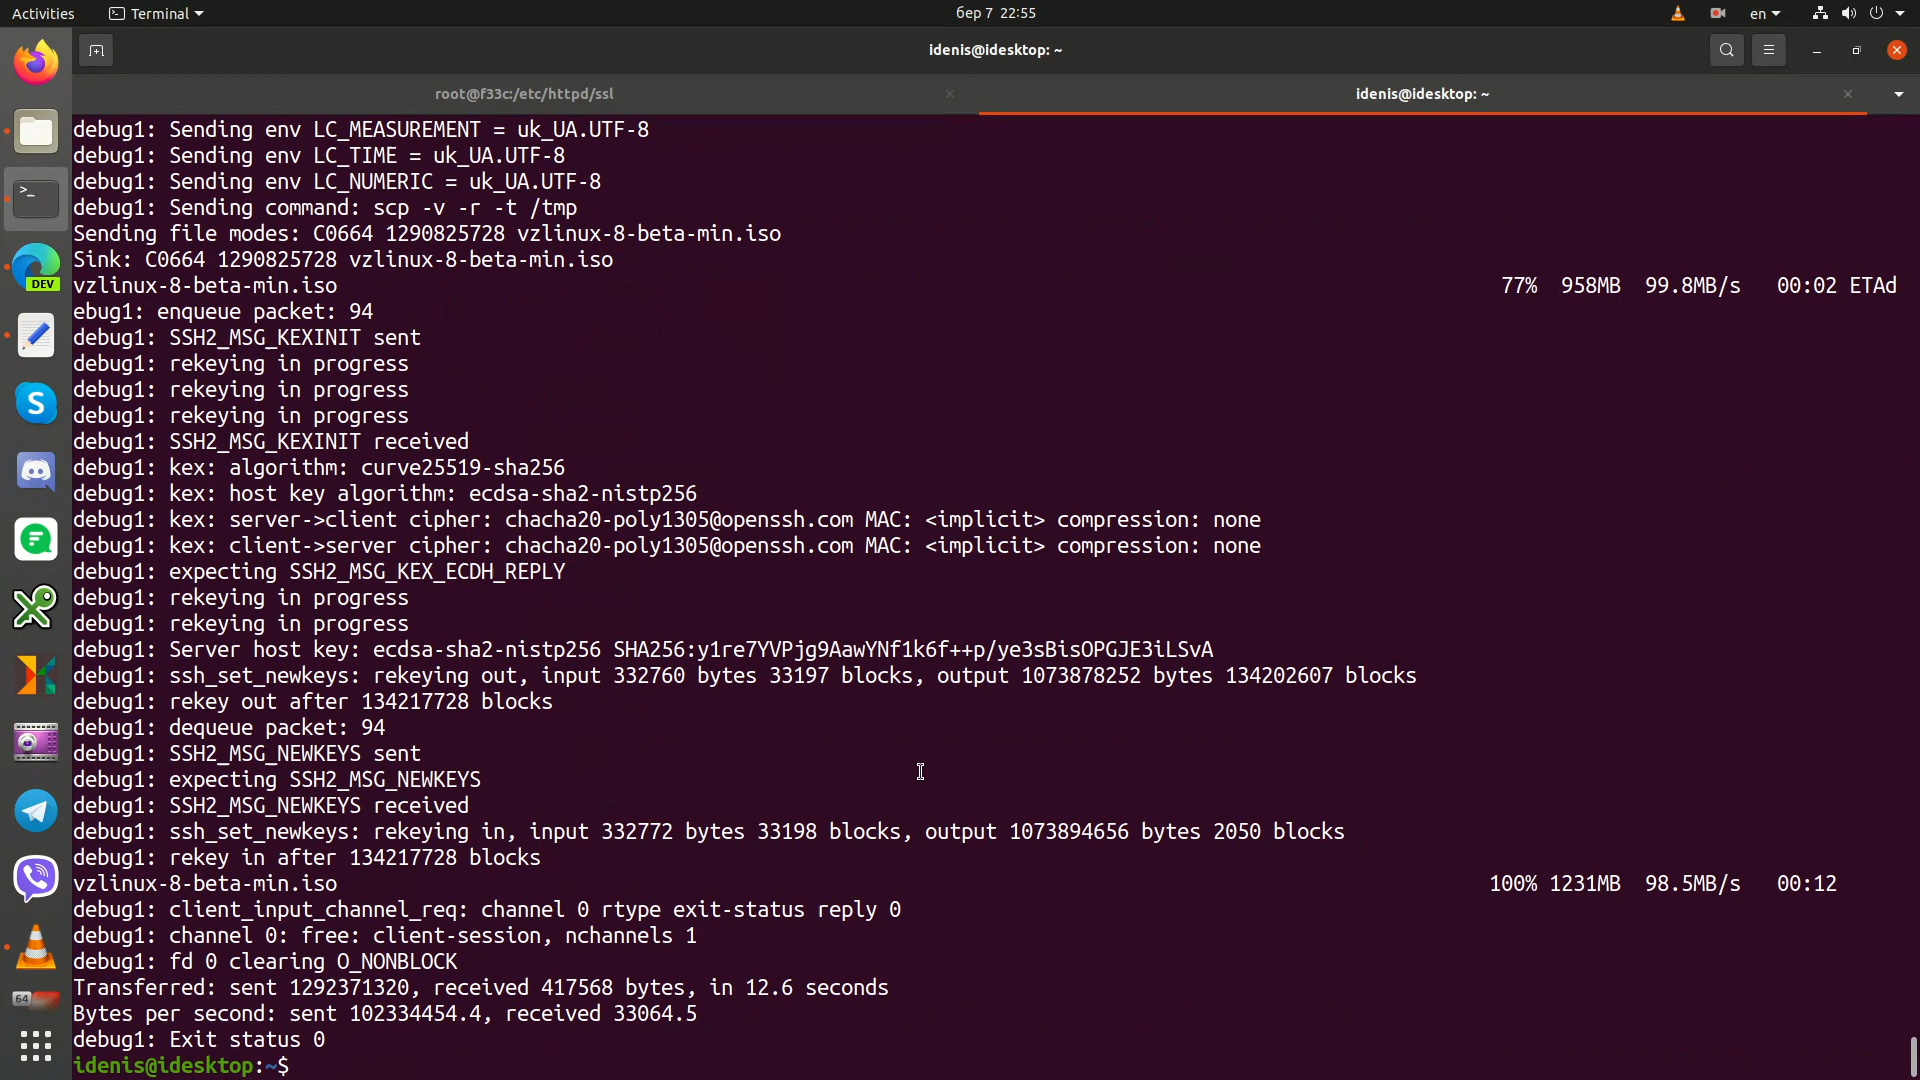 Activities Terminal бер 7 22:55 en
idenis@idesktop: ~
root@f33c:/etc/httpd/ssl idenis@idesktop: ~
debug1: Sending env LC_MEASUREMENT = uk_UA.UTF-8
debug1: Sending env LC_TIME = uk_UA.UTF-8
debug1: Sending env LC_NUMERIC = uk_UA.UTF-8
debug1: Sending command: scp -v -r -t /tmp
Sending file modes: C0664 1290825728 vzlinux-8-beta-min.iso
Sink: C0664 1290825728 vzlinux-8-beta-min.iso
vzlinux-8-beta-min.iso 77% 958MB 99.8MB/s 00:02 ETAd
ebug1: enqueue packet: 94
debug1: SSH2_MSG_KEXINIT sent
debug1: rekeying in progress
debug1: rekeying in progress
debug1: rekeying in progress
debug1: SSH2_MSG_KEXINIT received
debug1: kex: algorithm: curve25519-sha256
debug1: kex: host key algorithm: ecdsa-sha2-nistp256
debug1: kex: server->client cipher: chacha20-poly1305@openssh.com MAC: <implicit> compression: none
debug1: kex: client->server cipher: chacha20-poly1305@openssh.com MAC: <implicit> compression: none
debug1: expecting SSH2_MSG_KEX_ECDH_REPLY
debug1: rekeying in progress
debug1: rekeying in progress
debug1: Server host key: ecdsa-sha2-nistp256 SHA256:y1re7YVPjg9AawYNf1k6f++p/ye3sBisOPGJE3iLSvA
debug1: ssh_set_newkeys: rekeying out, input 332760 bytes 33197 blocks, output 1073878252 bytes 134202607 blocks
debug1: rekey out after 134217728 blocks
debug1: dequeue packet: 94
debug1: SSH2_MSG_NEWKEYS sent
debug1: expecting SSH2_MSG_NEWKEYS
debug1: SSH2_MSG_NEWKEYS received
debug1: ssh_set_newkeys: rekeying in, input 332772 bytes 33198 blocks, output 1073894656 bytes 2050 blocks
debug1: rekey in after 134217728 blocks
vzlinux-8-beta-min.iso 100% 1231MB 98.5MB/s 00:12
debug1: client_input_channel_req: channel 0 rtype exit-status reply 0
debug1: channel 0: free: client-session, nchannels 1
debug1: fd 0 clearing O_NONBLOCK
Transferred: sent 1292371320, received 417568 bytes, in 12.6 seconds
Bytes per second: sent 102334454.4, received 33064.5
debug1: Exit status 0
idenis@idesktop:~$
DEV
64